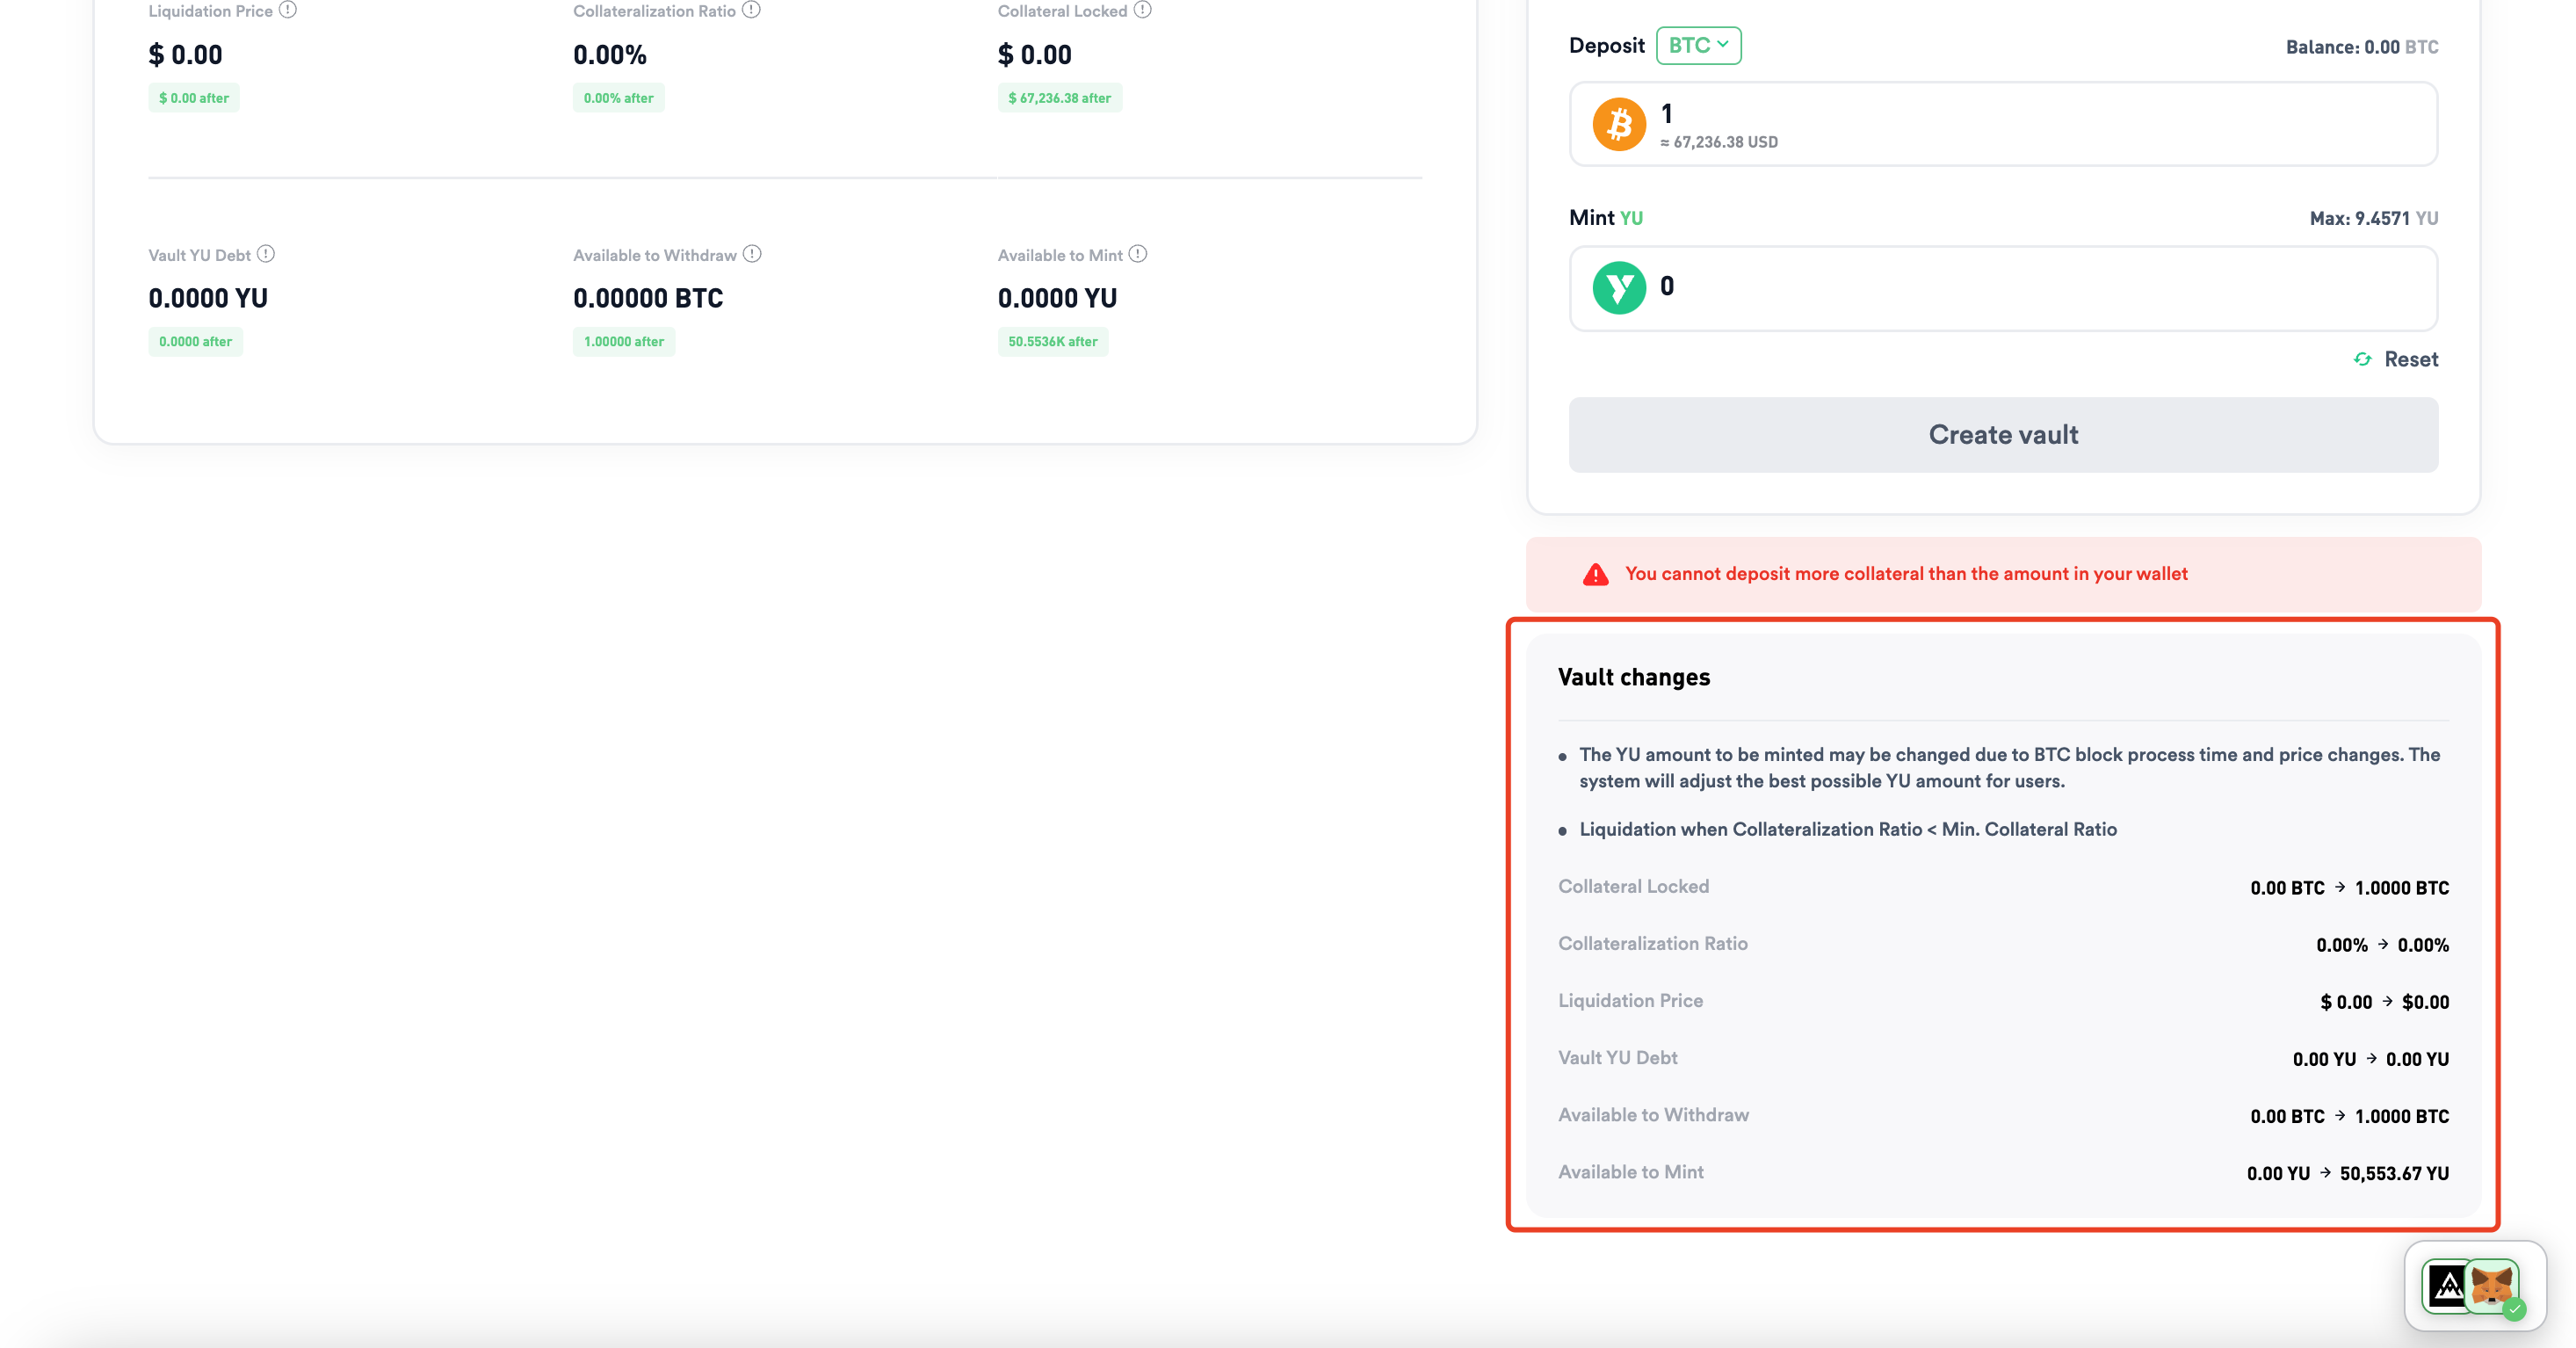 Liquidation Price
Collateralization Ratio
Collateral Locked
$ 0.00
0.00%
$ 0.00
$ 0.00 after
0.00% after
$ 67,236.38 after
Vault YU Debt
Available to Withdraw
Available to Mint
0.0000 YU
0.00000 BTC
0.0000 YU
0.0000 after
1.00000 after
50.5536K after
Deposit BTC
Balance: 0.00 BTC
1
≈ 67,236.38 USD
Mint YU
Max: 9.4571 YU
0
Reset
Create vault
You cannot deposit more collateral than the amount in your wallet
Vault changes
• The YU amount to be minted may be changed due to BTC block process time and price changes. The
system will adjust the best possible YU amount for users.
• Liquidation when Collateralization Ratio < Min. Collateral Ratio
Collateral Locked 0.00 BTC → 1.0000 BTC
Collateralization Ratio 0.00% → 0.00%
Liquidation Price $ 0.00 → $0.00
Vault YU Debt 0.00 YU → 0.00 YU
Available to Withdraw 0.00 BTC → 1.0000 BTC
Available to Mint 0.00 YU → 50,553.67 YU